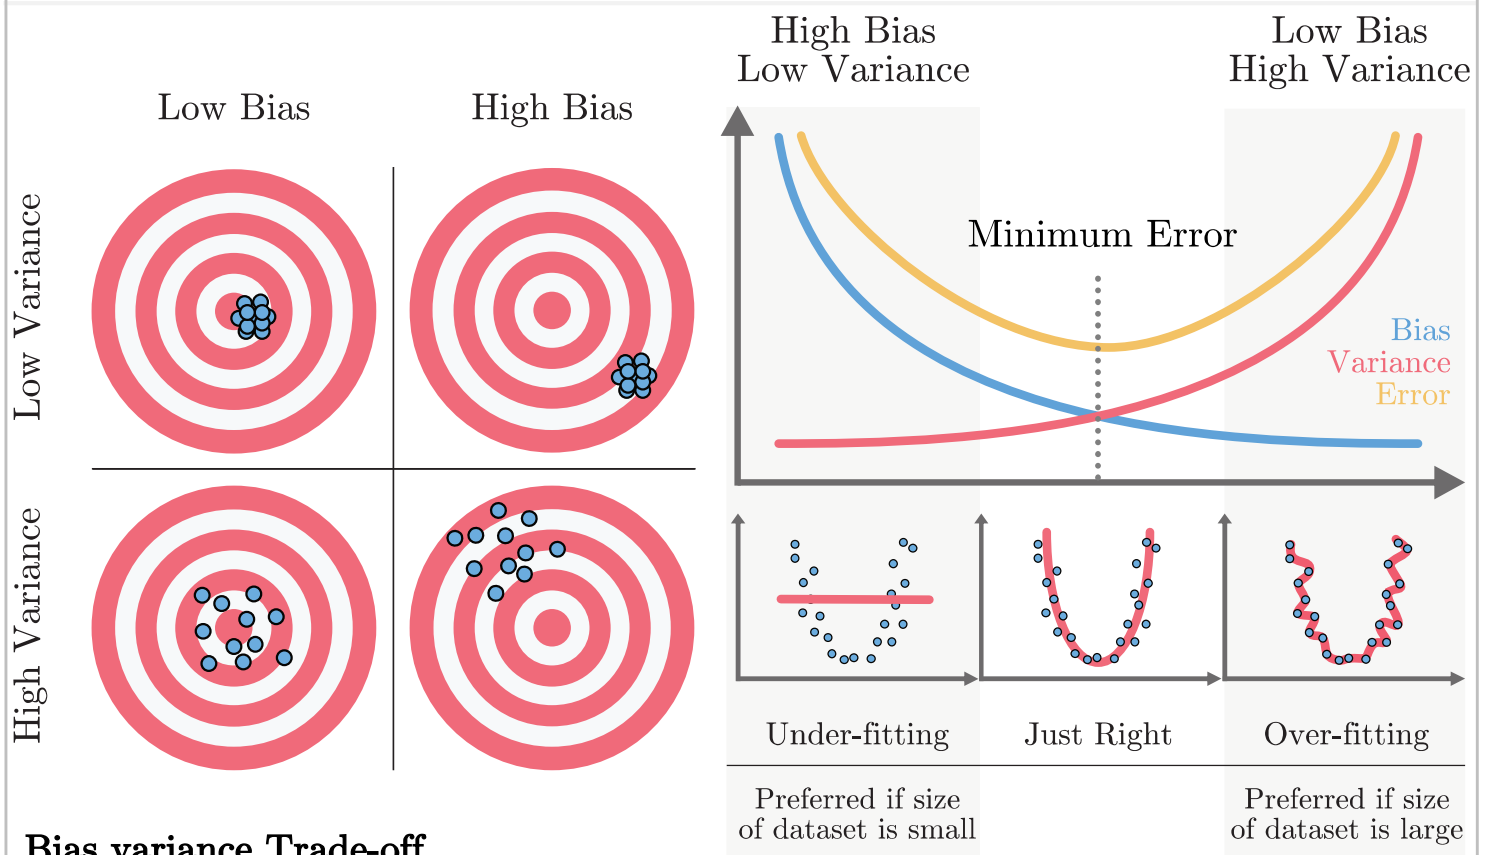 Low Bias
High Bias
Low Variance
High Variance
Bias variance Trade-off
High Bias
Low Variance
Low Bias
High Variance
Minimum Error
Bias
Variance
Error
Under-fitting
Just Right
Over-fitting
Preferred if size
of dataset is small
Preferred if size
of dataset is large